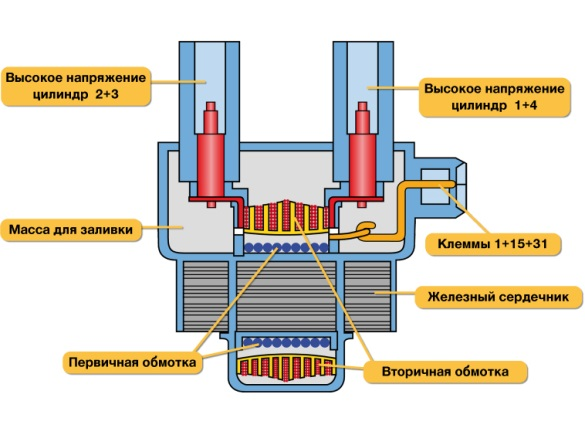 Высокое напряжение
цилиндр 2+3
Высокое напряжение
цилиндр 1+4
Масса для заливки
Клеммы 1+15+31
Железный сердечник
Первичная обмотка
Вторичная обмотка